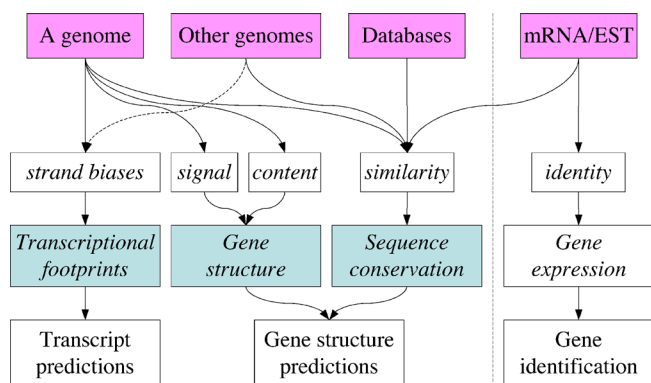 A genome
Other genomes
Databases
mRNA/EST
strand biases
signal
content
similarity
identity
Transcriptional
footprints
Gene
structure
Sequence
conservation
Gene
expression
Transcript
predictions
Gene structure
predictions
Gene
identification